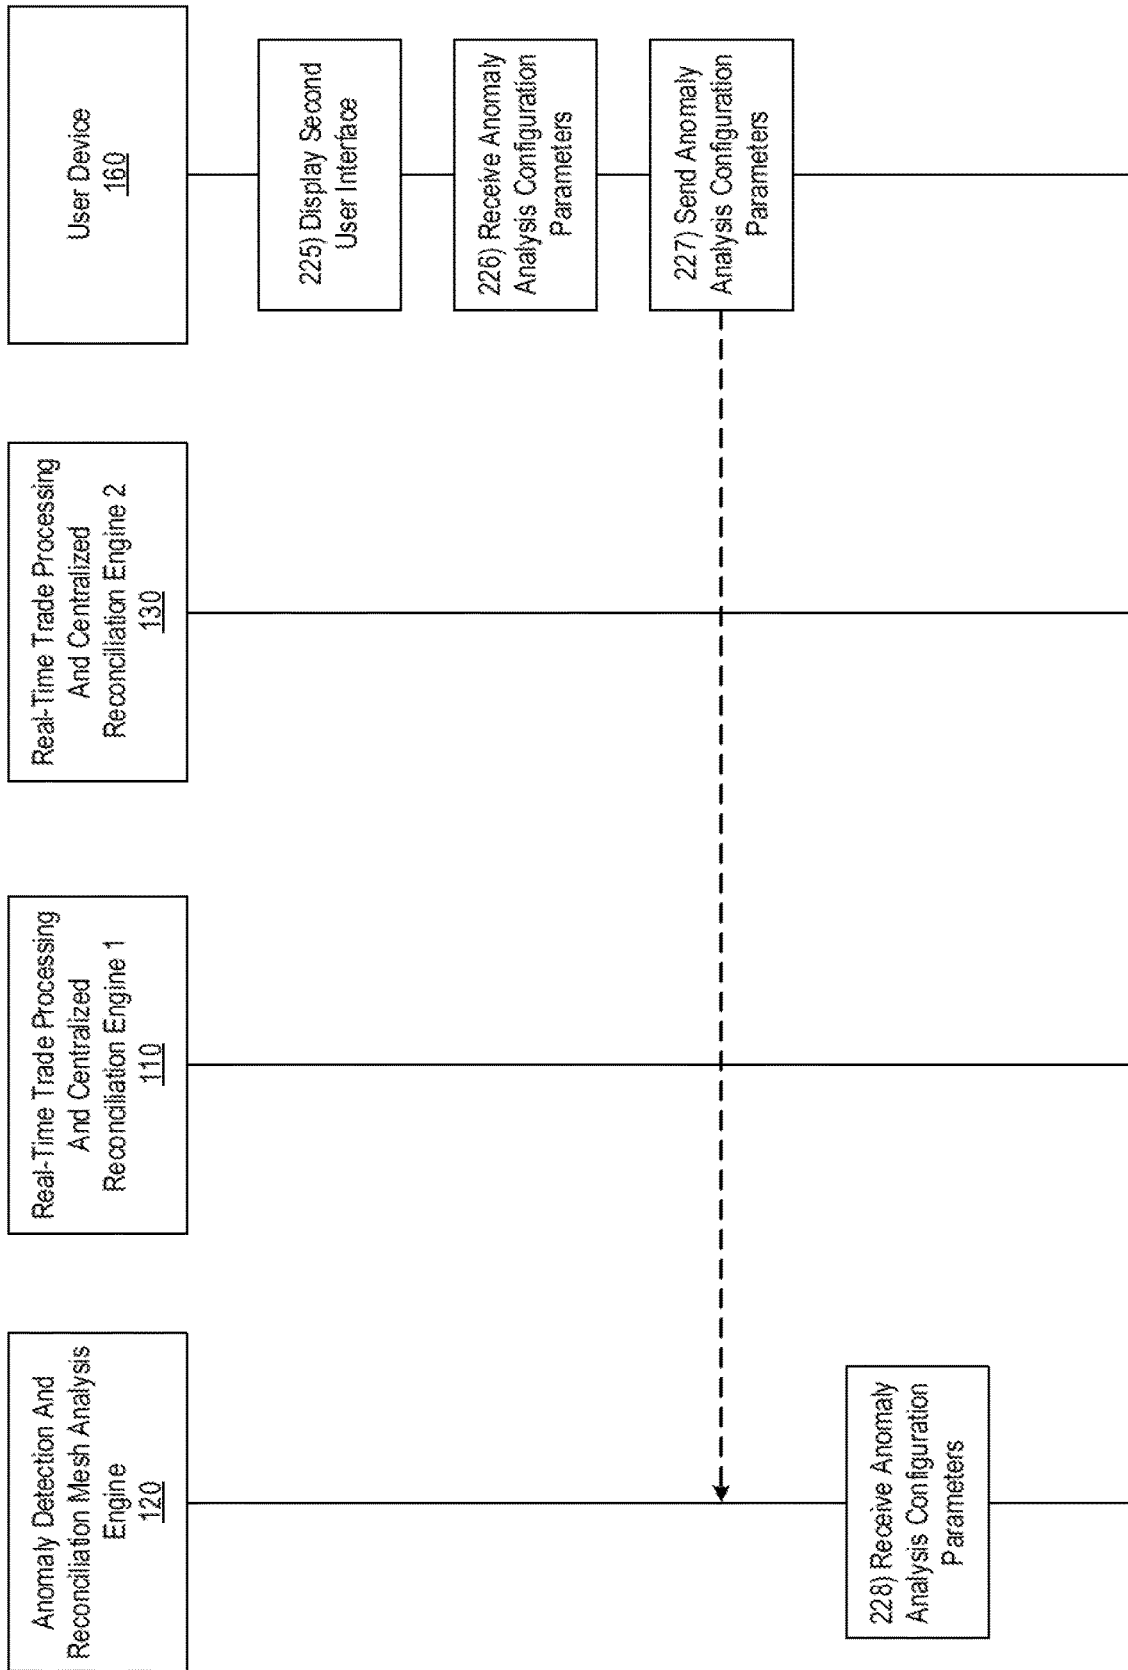 Anomaly Detection And
Reconciliation Mesh Analysis
Engine
120
Real-Time Trade Processing
And Centralized
Reconciliation Engine 1
110
Real-Time Trade Processing
And Centralized
Reconciliation Engine 2
130
User Device
160
225) Display Second
User Interface
226) Receive Anomaly
Analysis Configuration
Parameters
227) Send Anomaly
Analysis Configuration
Parameters
228) Receive Anomaly
Analysis Configuration
Parameters